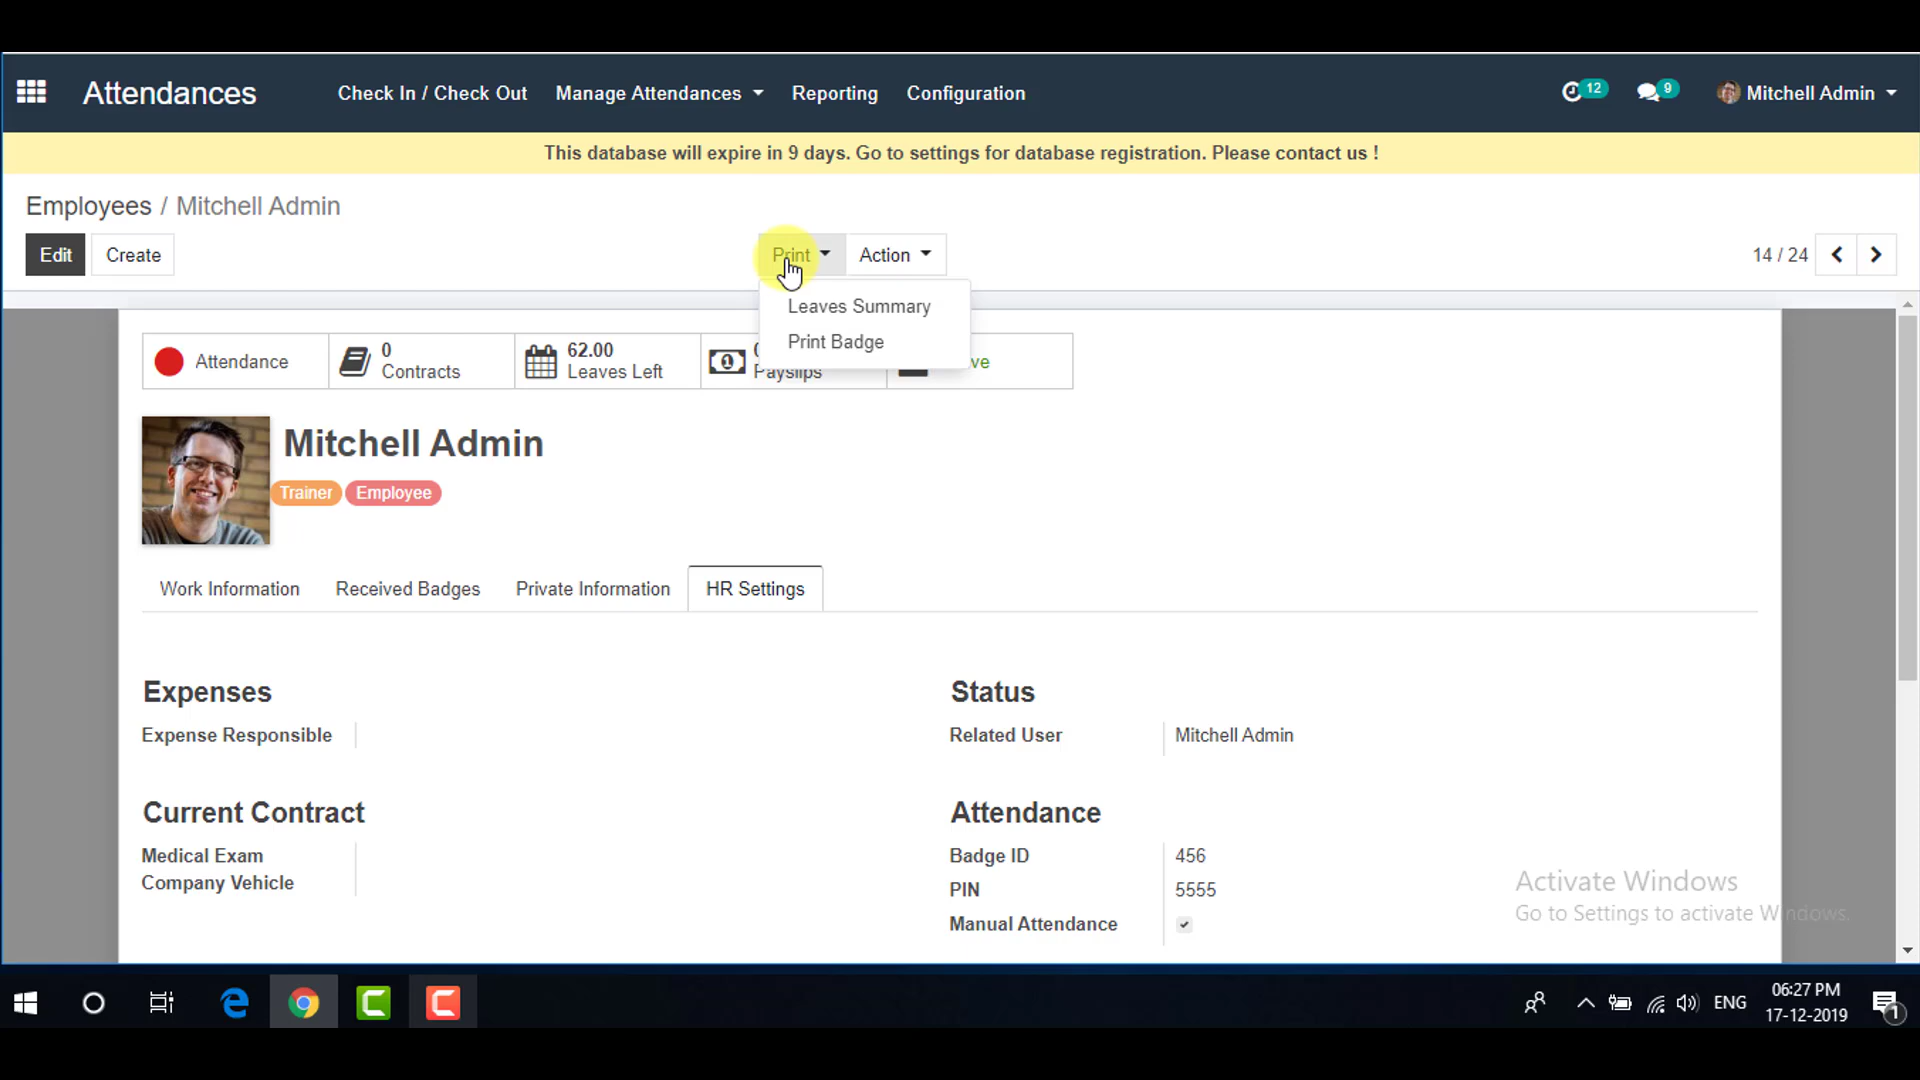 Attendances Check In / Check Out Manage Attendances Reporting Configuration 12 9 Mitchell Admin
This database will expire in 9 days. Go to settings for database registration. Please contact us !
Employees / Mitchell Admin
Edit Create Print Action 14 / 24
Leaves Summary
Print Badge
Attendance
0
Contracts
62.00
Leaves Left
Payslips
ve
Mitchell Admin
Trainer Employee
Work Information Received Badges Private Information HR Settings
Expenses
Expense Responsible
Status
Related User Mitchell Admin
Current Contract
Medical Exam
Company Vehicle
Attendance
Badge ID 456
PIN 5555
Manual Attendance
Activate Windows
Go to Settings to activate Windows.
ENG
06:27 PM
17-12-2019
1